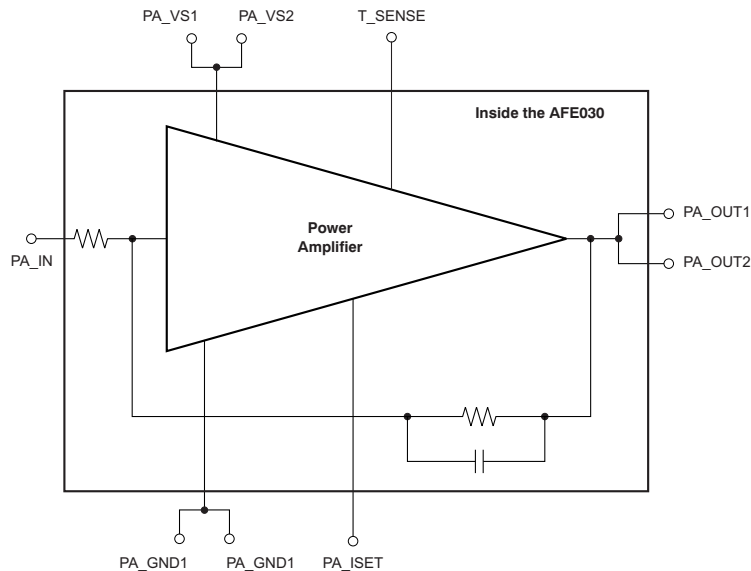 PA_VS1
PA_VS2
T_SENSE
Inside the AFE030
PA_IN
Power
Amplifier
PA_OUT1
PA_OUT2
PA_GND1
PA_GND1
PA_ISET